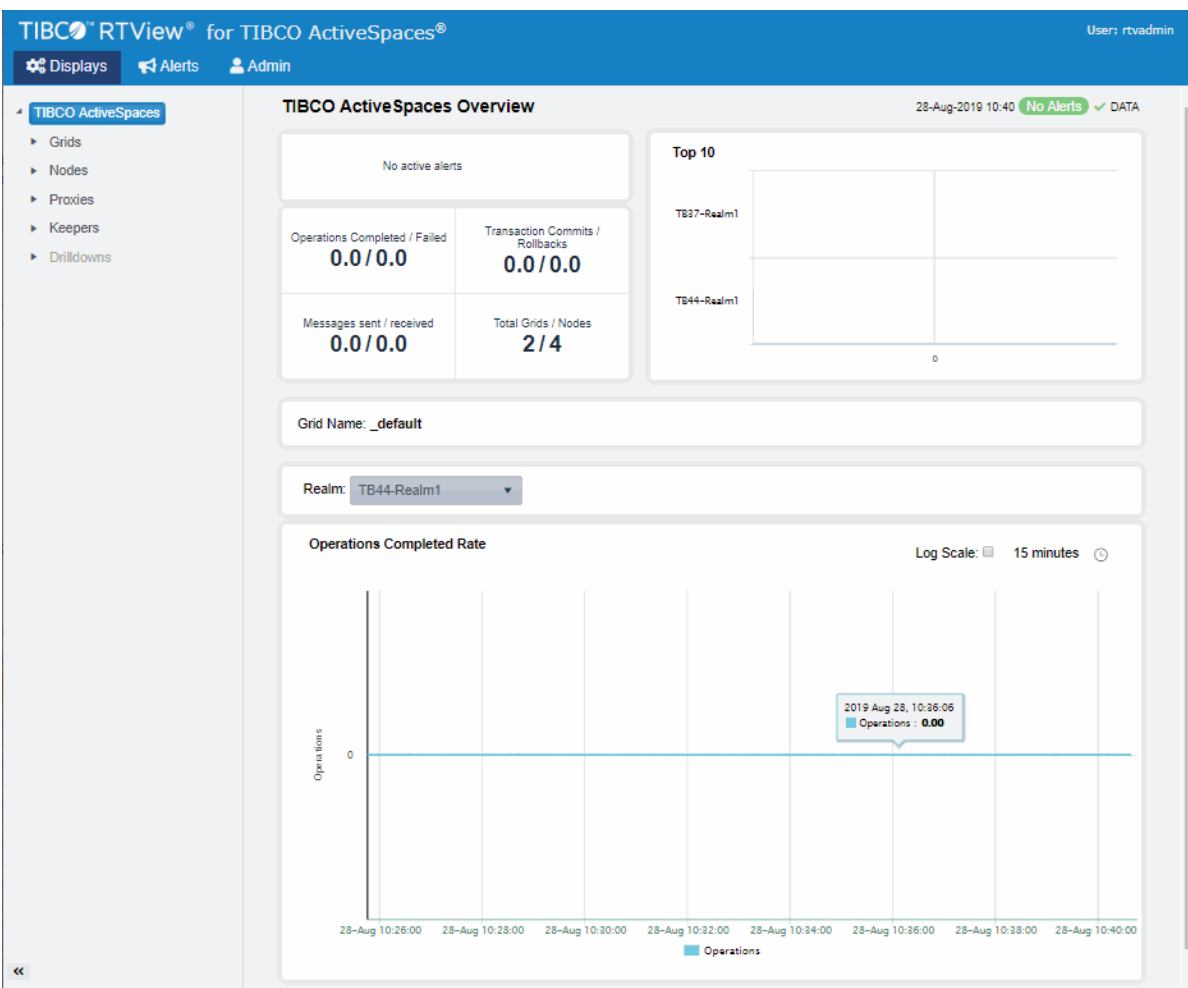 TIBCO™ RTView® for TIBCO ActiveSpaces®
User: rtvadmin
Displays
Alerts
Admin
TIBCO ActiveSpaces
Grids
Nodes
Proxies
Keepers
Drilldowns
TIBCO ActiveSpaces Overview
28-Aug-2019 10:40 No Alerts DATA
No active alerts
Operations Completed / Failed
0.0 / 0.0
Transaction Commits /
Rollbacks
0.0 / 0.0
Messages sent / received
0.0 / 0.0
Total Grids / Nodes
2 / 4
Top 10
TB37-Realm1
TB44-Realm1
0
Grid Name: _default
Realm: TB44-Realm1
Operations Completed Rate
Log Scale: 15 minutes
2019 Aug 28, 10:36:06
Operations : 0.00
Operations
0
28-Aug 10:26:00 28-Aug 10:28:00 28-Aug 10:30:00 28-Aug 10:32:00 28-Aug 10:34:00 28-Aug 10:36:00 28-Aug 10:38:00 28-Aug 10:40:00
Operations